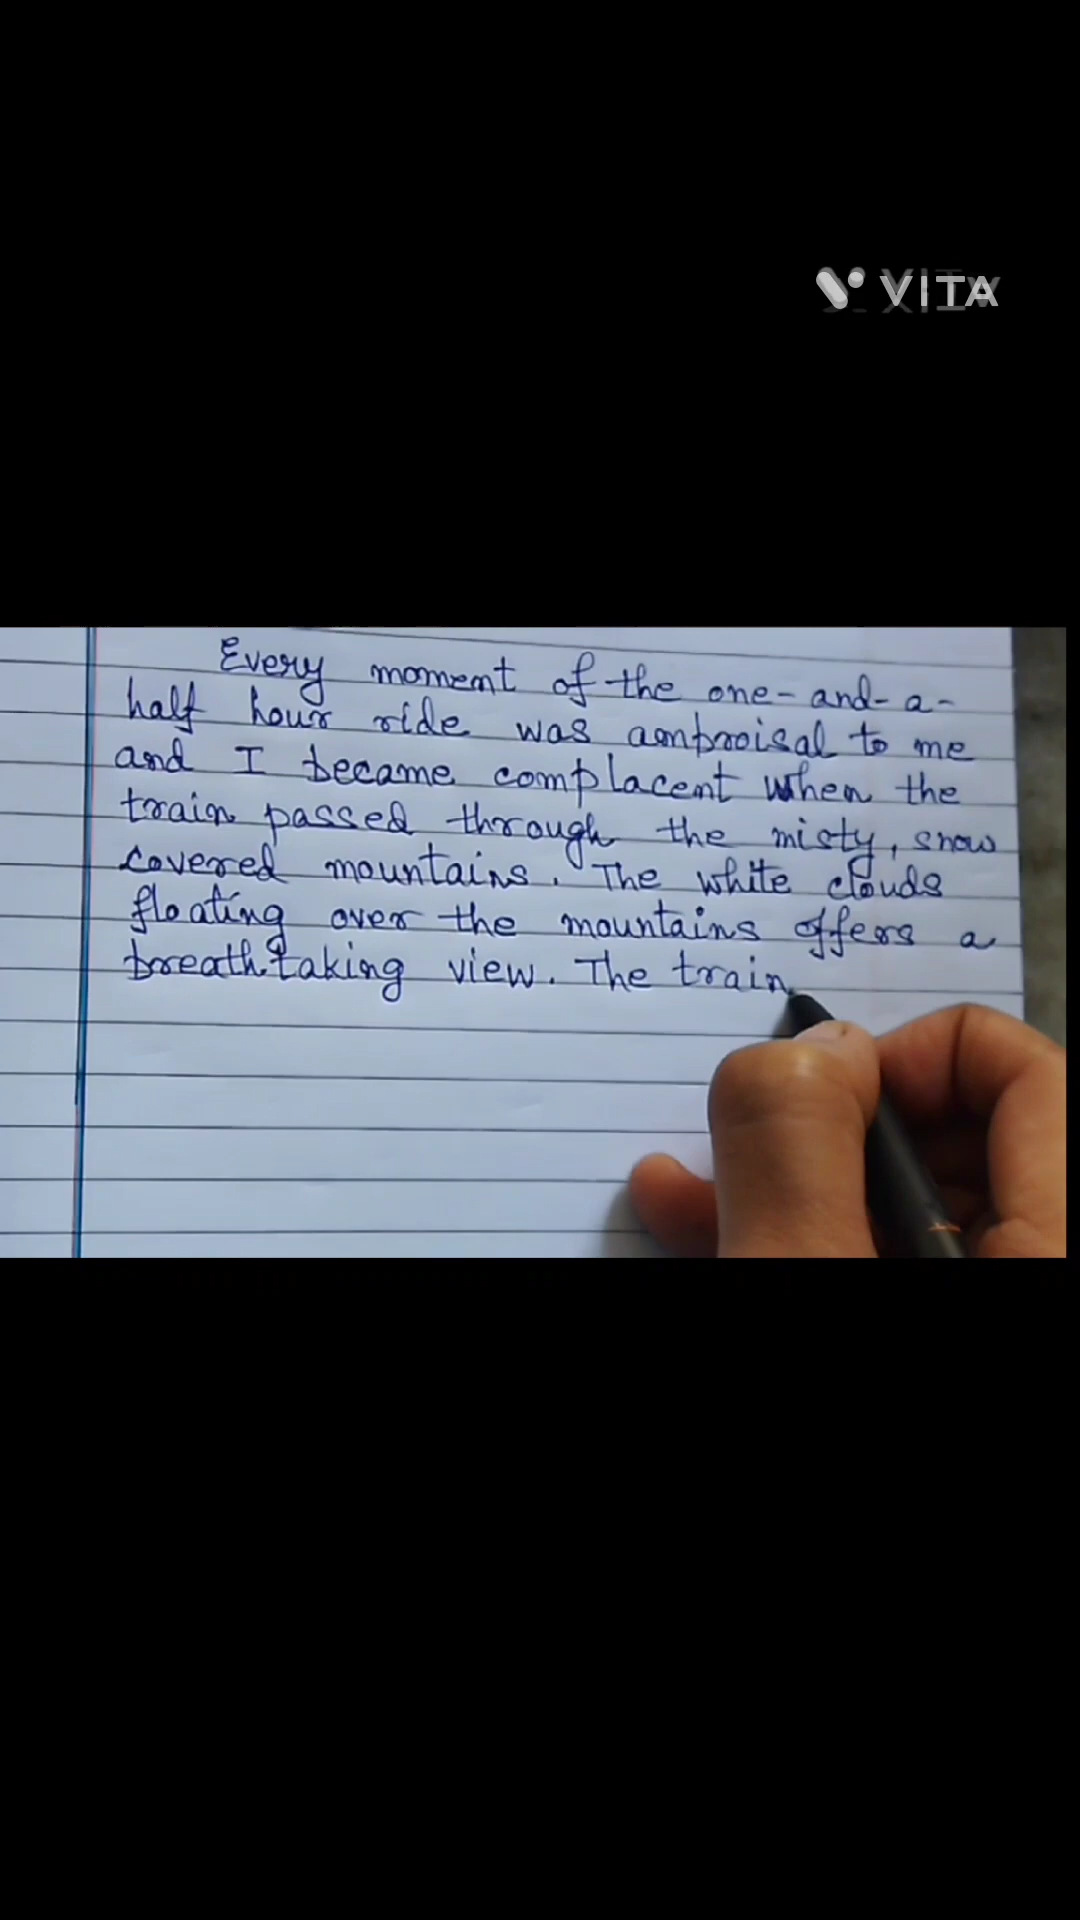 VITA
Every moment of the one-and-a-
half hour ride was ambroisal to me
and I became complacent when the
train passed through the misty, snow
covered mountains. The white clouds
floating over the mountains offers a
breathtaking view. The train